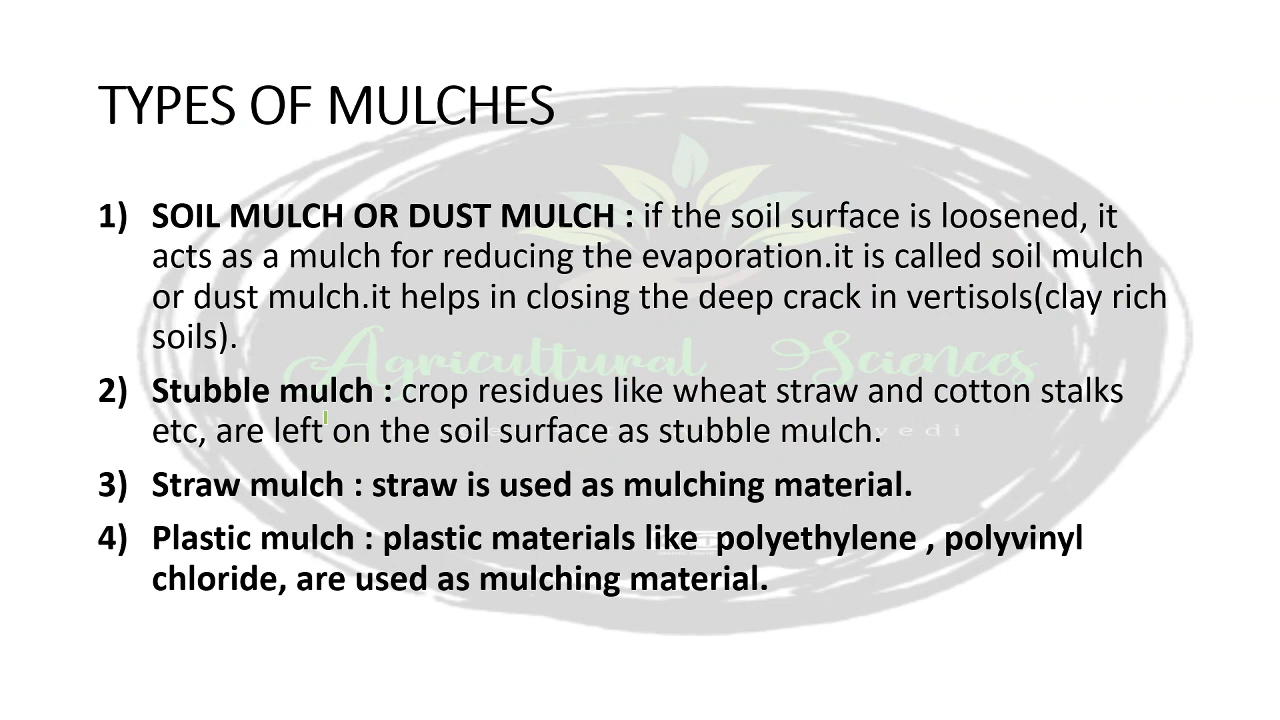 TYPES OF MULCHES
1) SOIL MULCH OR DUST MULCH : if the soil surface is loosened, it
acts as a mulch for reducing the evaporation.it is called soil mulch
or dust mulch.it helps in closing the deep crack in vertisols(clay rich
soils).
Agricultural Sciences
2) Stubble mulch : crop residues like wheat straw and cotton stalks
etc, are left on the soil surface as stubble mulch.
3) Straw mulch : straw is used as mulching material.
4) Plastic mulch : plastic materials like  polyethylene , polyvinyl
chloride, are used as mulching material.